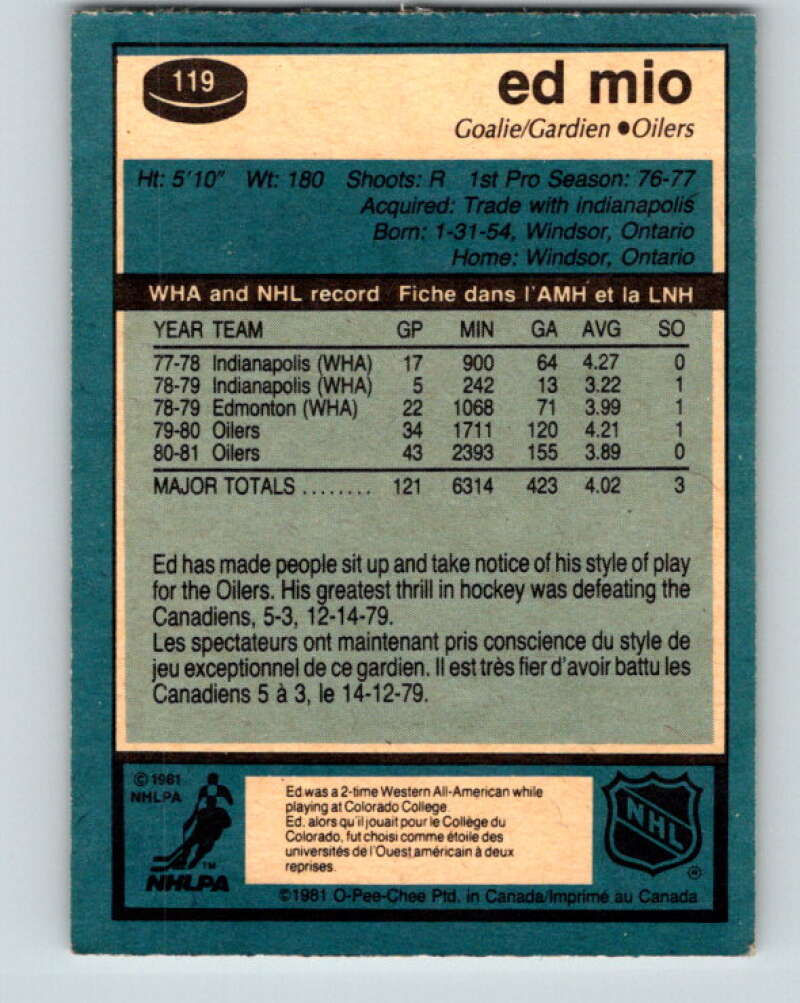 119
ed mio
Goalie/Gardien ●Oilers
Ht: 5'10" Wt: 180 Shoots: R 1st Pro Season: 76-77
Acquired: Trade with indianapolis
Born: 1-31-54, Windsor, Ontario
Home: Windsor, Ontario
WHA and NHL record Fiche dans l'AMH et la LNH
YEAR TEAM GP MIN GA AVG SO
77-78 Indianapolis (WHA) 17 900 64 4.27 0
78-79 Indianapolis (WHA) 5 242 13 3.22 1
78-79 Edmonton (WHA) 22 1068 71 3.99 1
79-80 Oilers 34 1711 120 4.21 1
80-81 Oilers 43 2393 155 3.89 0
MAJOR TOTALS ........ 121 6314 423 4.02 3
Ed has made people sit up and take notice of his style of play
for the Oilers. His greatest thrill in hockey was defeating the
Canadiens, 5-3, 12-14-79.
Les spectateurs ont maintenant pris conscience du style de
jeu exceptionnel de ce gardien. Il est très fier d'avoir battu les
Canadiens 5 à 3, le 14-12-79.
©1981
NHLPA
TM
NHLPA
Ed was a 2-time Western All-American while
playing at Colorado College.
Ed. alors qu'il jouait pour le Collège du
Colorado, fut choisi comme étoile des
universités de l'Ouest américain à deux
reprises.
NHL
®
©1981 O-Pee-Chee Ptd. in Canada/Imprimé au Canada